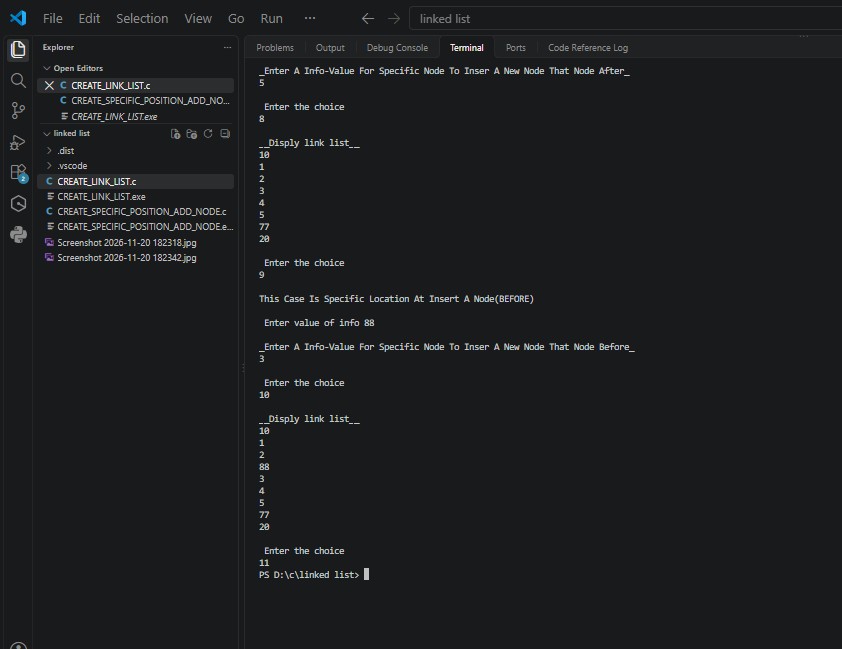 File Edit Selection View Go Run ··· linked list
Explorer
Open Editors
CREATE_LINK_LIST.c
CREATE_SPECIFIC_POSITION_ADD_NO...
CREATE_LINK_LIST.exe
linked list
.dist
.vscode
CREATE_LINK_LIST.c
CREATE_LINK_LIST.exe
CREATE_SPECIFIC_POSITION_ADD_NODE.c
CREATE_SPECIFIC_POSITION_ADD_NODE.e...
Screenshot 2026-11-20 182318.jpg
Screenshot 2026-11-20 182342.jpg
2
Problems Output Debug Console Terminal Ports Code Reference Log
_Enter A Info-Value For Specific Node To Inser A New Node That Node After_
5
Enter the choice
8
__Disply link list__
10
1
2
3
4
5
77
20
Enter the choice
9
This Case Is Specific Location At Insert A Node(BEFORE)
Enter value of info 88
_Enter A Info-Value For Specific Node To Inser A New Node That Node Before_
3
Enter the choice
10
__Disply link list__
10
1
2
88
3
4
5
77
20
Enter the choice
11
PS D:\c\linked list>